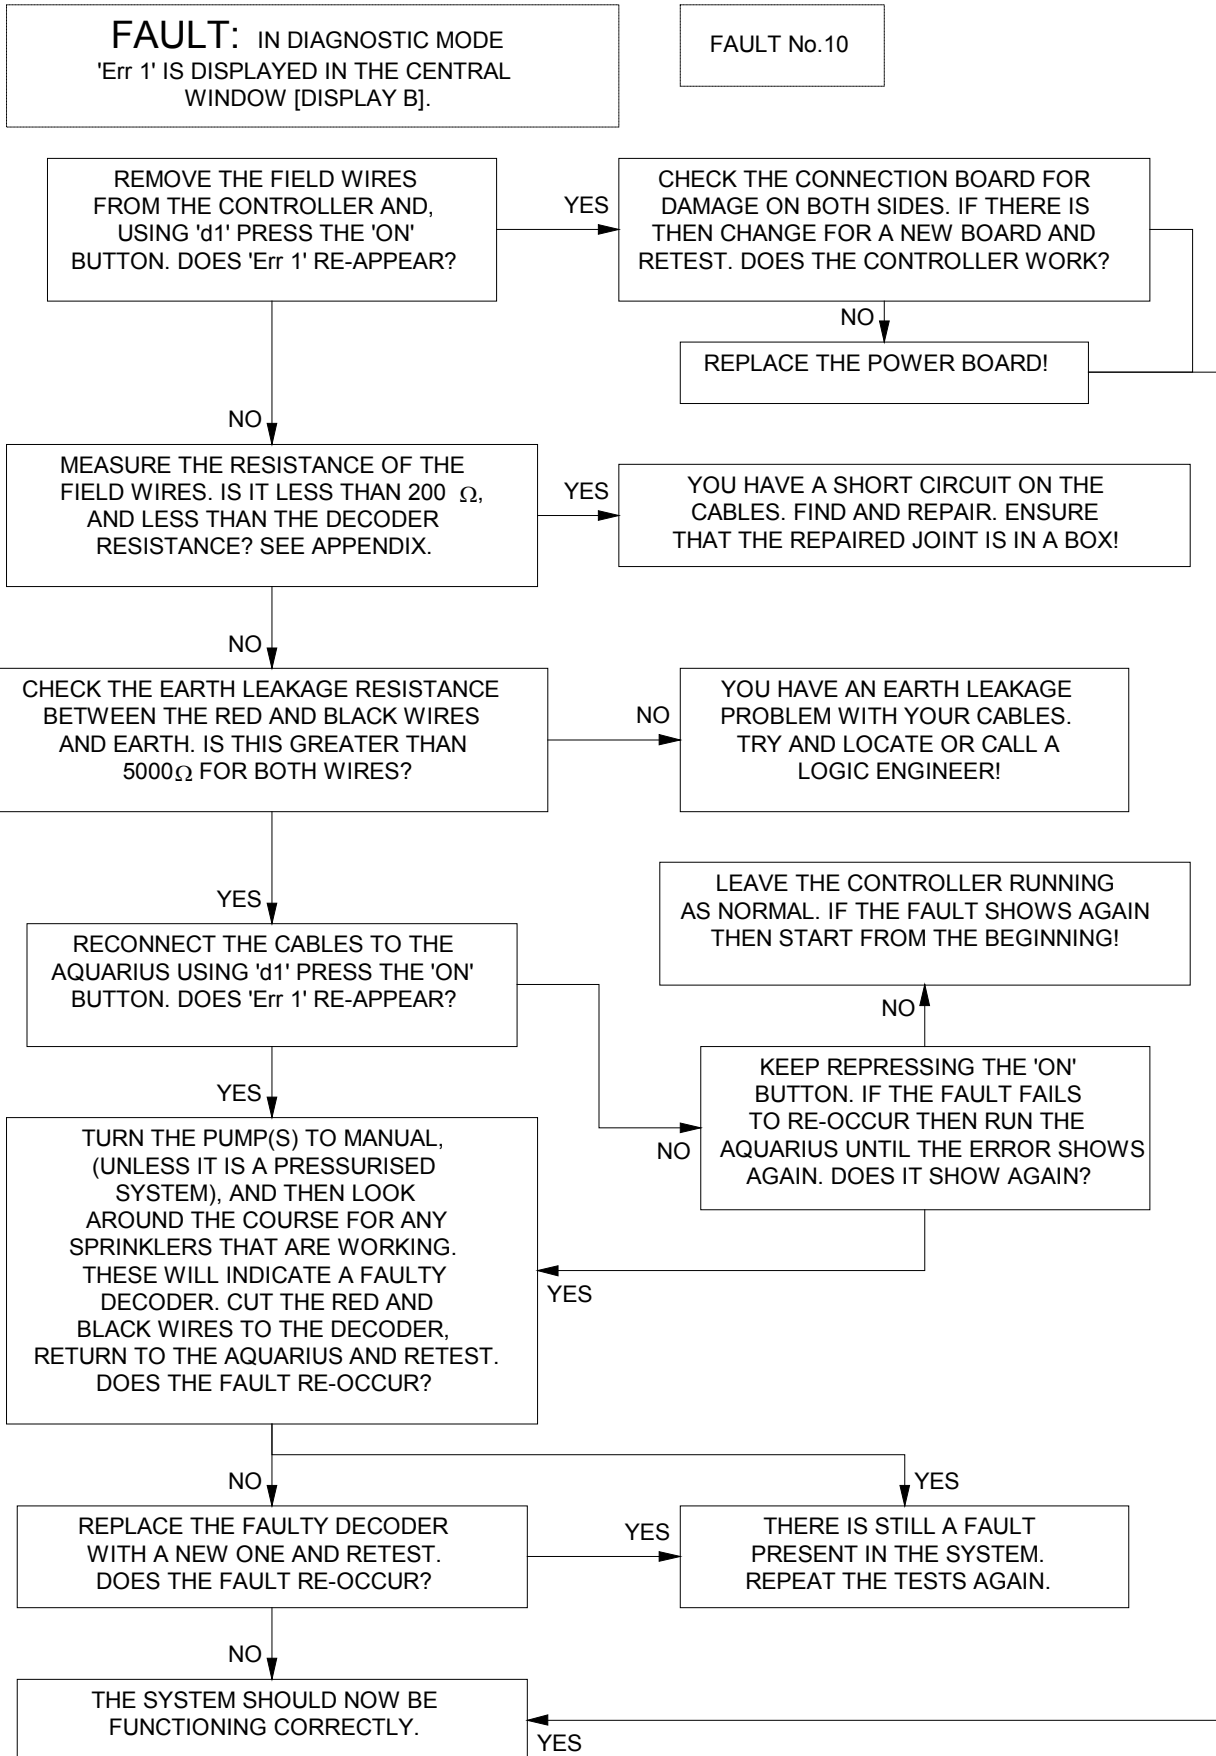 FAULT: IN DIAGNOSTIC MODE
'Err 1' IS DISPLAYED IN THE CENTRAL
WINDOW [DISPLAY B].
FAULT No.10
REMOVE THE FIELD WIRES
FROM THE CONTROLLER AND,
USING 'd1' PRESS THE 'ON'
BUTTON. DOES 'Err 1' RE-APPEAR?
YES
CHECK THE CONNECTION BOARD FOR
DAMAGE ON BOTH SIDES. IF THERE IS
THEN CHANGE FOR A NEW BOARD AND
RETEST. DOES THE CONTROLLER WORK?
NO
REPLACE THE POWER BOARD!
NO
MEASURE THE RESISTANCE OF THE
FIELD WIRES. IS IT LESS THAN 200 Ω,
AND LESS THAN THE DECODER
RESISTANCE? SEE APPENDIX.
YES
YOU HAVE A SHORT CIRCUIT ON THE
CABLES. FIND AND REPAIR. ENSURE
THAT THE REPAIRED JOINT IS IN A BOX!
NO
CHECK THE EARTH LEAKAGE RESISTANCE
BETWEEN THE RED AND BLACK WIRES
AND EARTH. IS THIS GREATER THAN
5000Ω FOR BOTH WIRES?
NO
YOU HAVE AN EARTH LEAKAGE
PROBLEM WITH YOUR CABLES.
TRY AND LOCATE OR CALL A
LOGIC ENGINEER!
YES
RECONNECT THE CABLES TO THE
AQUARIUS USING 'd1' PRESS THE 'ON'
BUTTON. DOES 'Err 1' RE-APPEAR?
LEAVE THE CONTROLLER RUNNING
AS NORMAL. IF THE FAULT SHOWS AGAIN
THEN START FROM THE BEGINNING!
NO
KEEP REPRESSING THE 'ON'
BUTTON. IF THE FAULT FAILS
TO RE-OCCUR THEN RUN THE
AQUARIUS UNTIL THE ERROR SHOWS
AGAIN. DOES IT SHOW AGAIN?
NO
YES
YES
TURN THE PUMP(S) TO MANUAL,
(UNLESS IT IS A PRESSURISED
SYSTEM), AND THEN LOOK
AROUND THE COURSE FOR ANY
SPRINKLERS THAT ARE WORKING.
THESE WILL INDICATE A FAULTY
DECODER. CUT THE RED AND
BLACK WIRES TO THE DECODER,
RETURN TO THE AQUARIUS AND RETEST.
DOES THE FAULT RE-OCCUR?
NO
YES
REPLACE THE FAULTY DECODER
WITH A NEW ONE AND RETEST.
DOES THE FAULT RE-OCCUR?
YES
THERE IS STILL A FAULT
PRESENT IN THE SYSTEM.
REPEAT THE TESTS AGAIN.
NO
THE SYSTEM SHOULD NOW BE
FUNCTIONING CORRECTLY.
YES